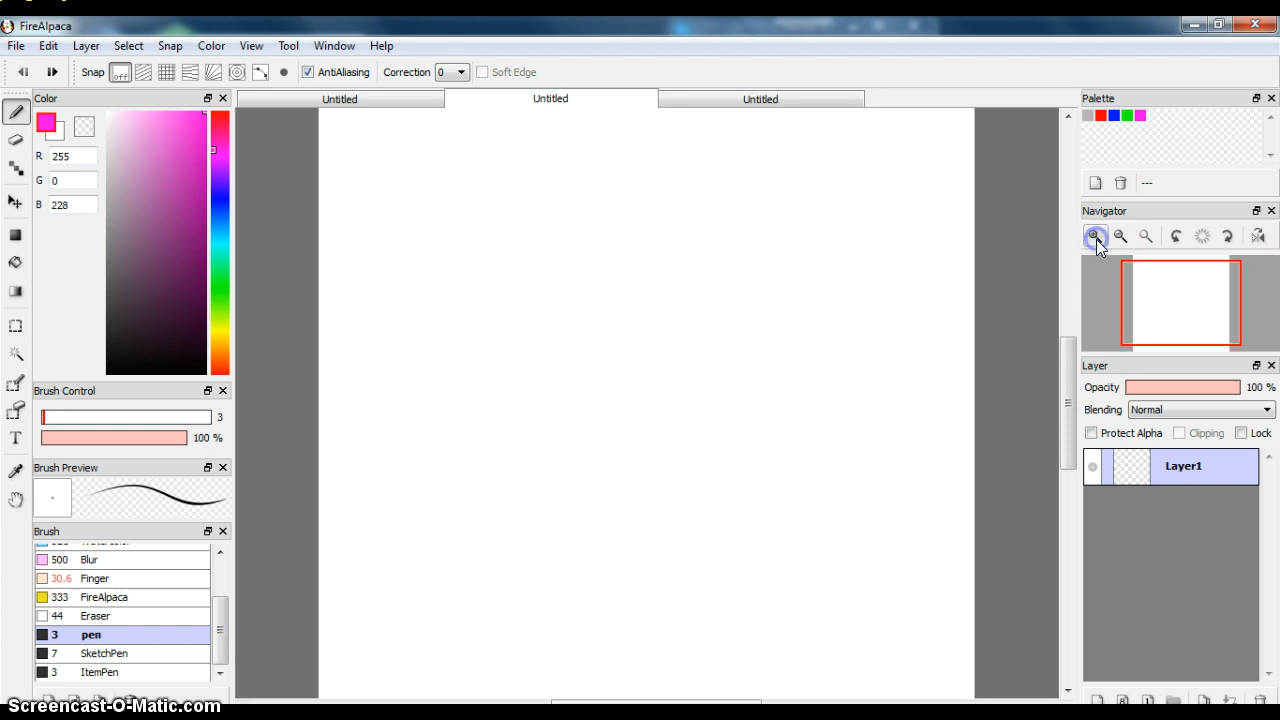 FireAlpaca
File Edit Layer Select Snap Color View Tool Window Help
Snap off AntiAliasing Correction 0 Soft Edge
Color
R 255
G 0
B 228
Brush Control
3
100 %
Brush Preview
Brush
500 Blur
30.6 Finger
333 FireAlpaca
44 Eraser
3 pen
7 SketchPen
3 ItemPen
Untitled Untitled Untitled
Palette
---
Navigator
Layer
Opacity 100 %
Blending Normal
Protect Alpha Clipping Lock
Layer1
8 1
Screencast-O-Matic.com